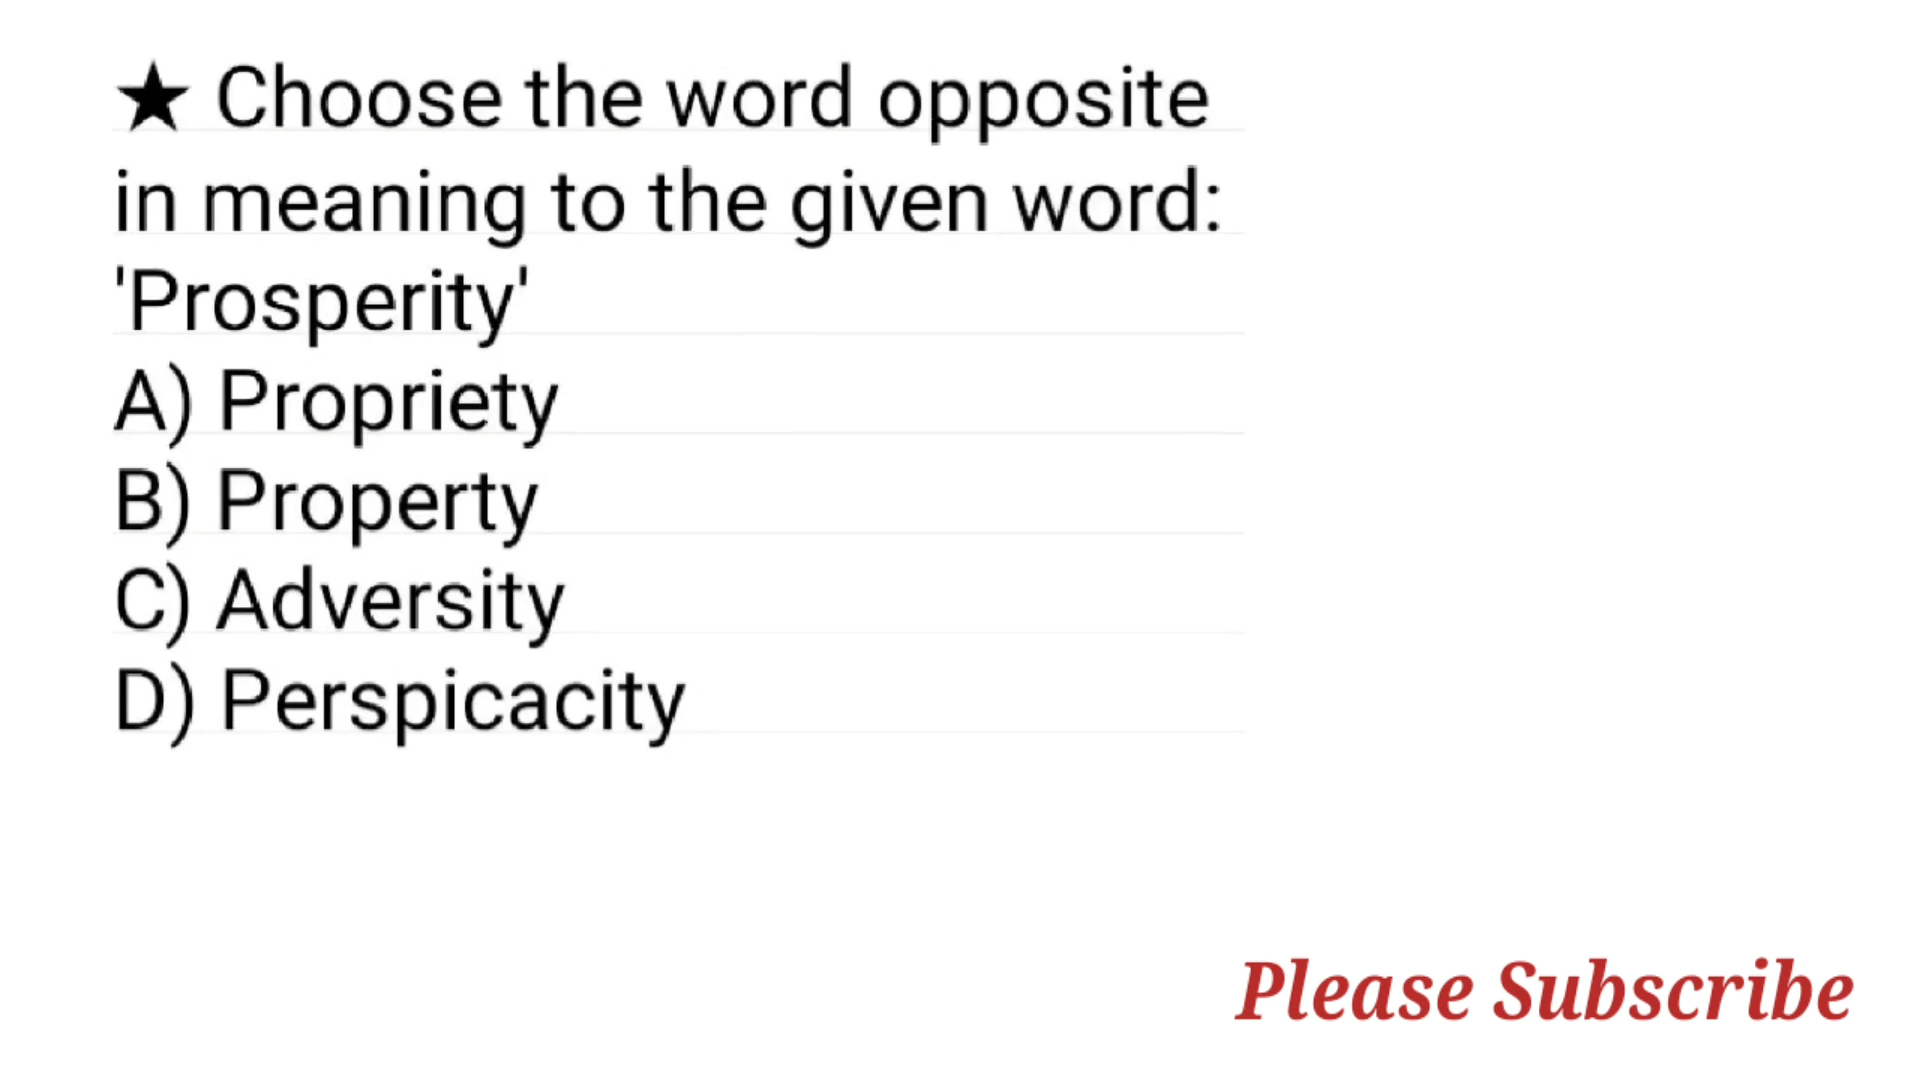 ★ Choose the word opposite
in meaning to the given word:
'Prosperity'
A) Propriety
B) Property
C) Adversity
D) Perspicacity
Please Subscribe